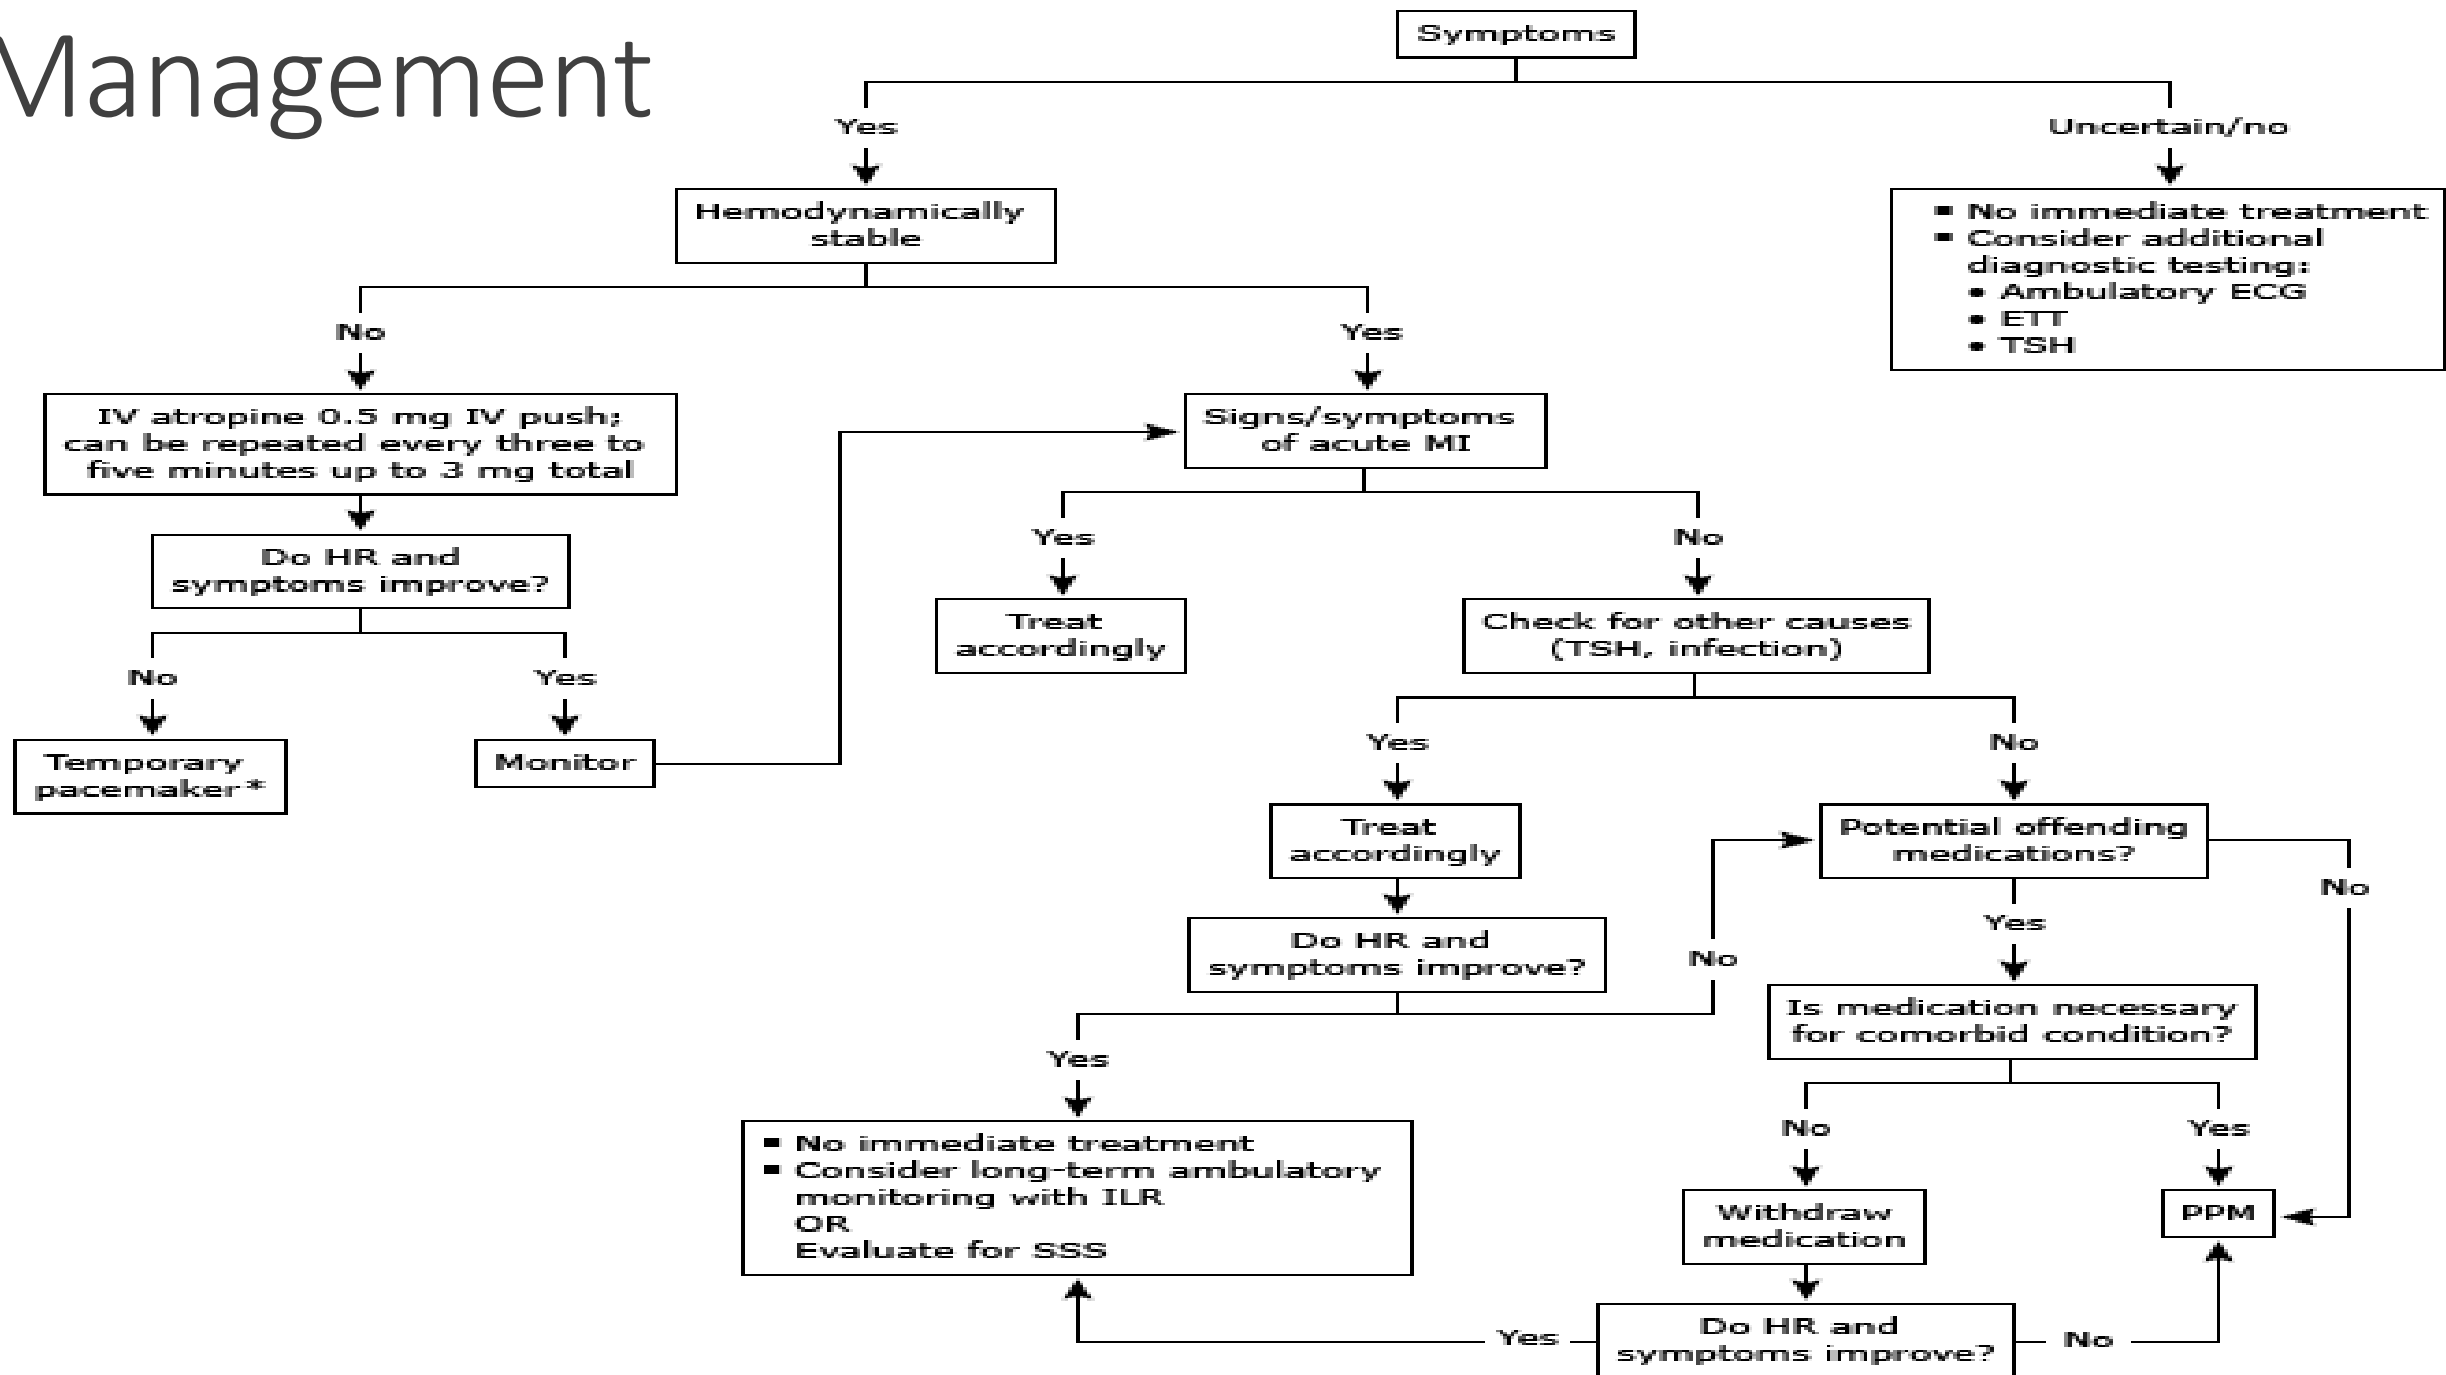 Management
Symptoms
Yes
Uncertain/no
Hemodynamically
stable
▪ No immediate treatment
▪ Consider additional
diagnostic testing:
• Ambulatory ECG
• ETT
• TSH
No
Yes
IV atropine 0.5 mg IV push;
can be repeated every three to
five minutes up to 3 mg total
Signs/symptoms
of acute MI
Do HR and
symptoms improve?
Yes
No
No
Yes
Treat
accordingly
Check for other causes
(TSH, infection)
Temporary
pacemaker*
Monitor
Yes
No
Treat
accordingly
Potential offending
medications?
No
Yes
Do HR and
symptoms improve?
No
Is medication necessary
for comorbid condition?
Yes
No
Yes
▪ No immediate treatment
▪ Consider long-term ambulatory
monitoring with ILR
OR
Evaluate for SSS
Withdraw
medication
PPM
Do HR and
symptoms improve?
Yes
No